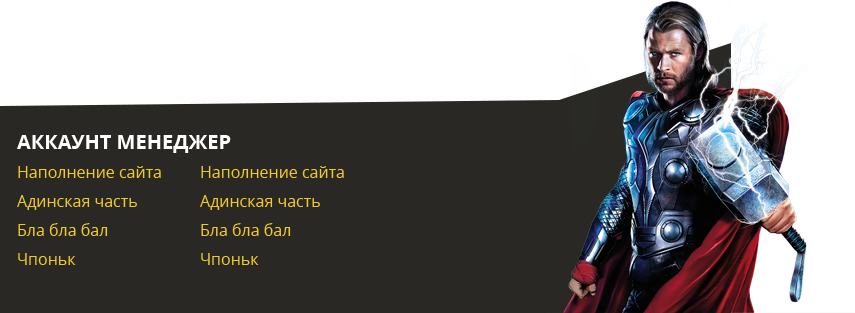 АККАУНТ МЕНЕДЖЕР
Наполнение сайта Наполнение сайта
Адинская часть Адинская часть
Бла бла бал Бла бла бал
Чпоньк Чпоньк